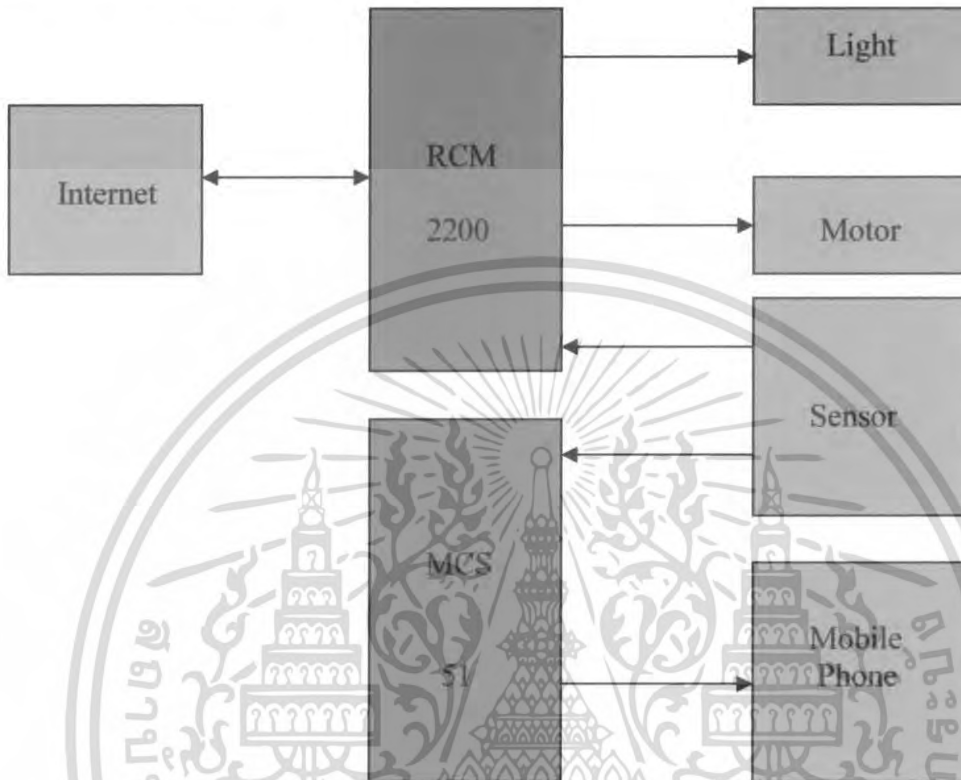 Light
Internet
RCM
2200
Motor
Sensor
MCS
51
Mobile
Phone